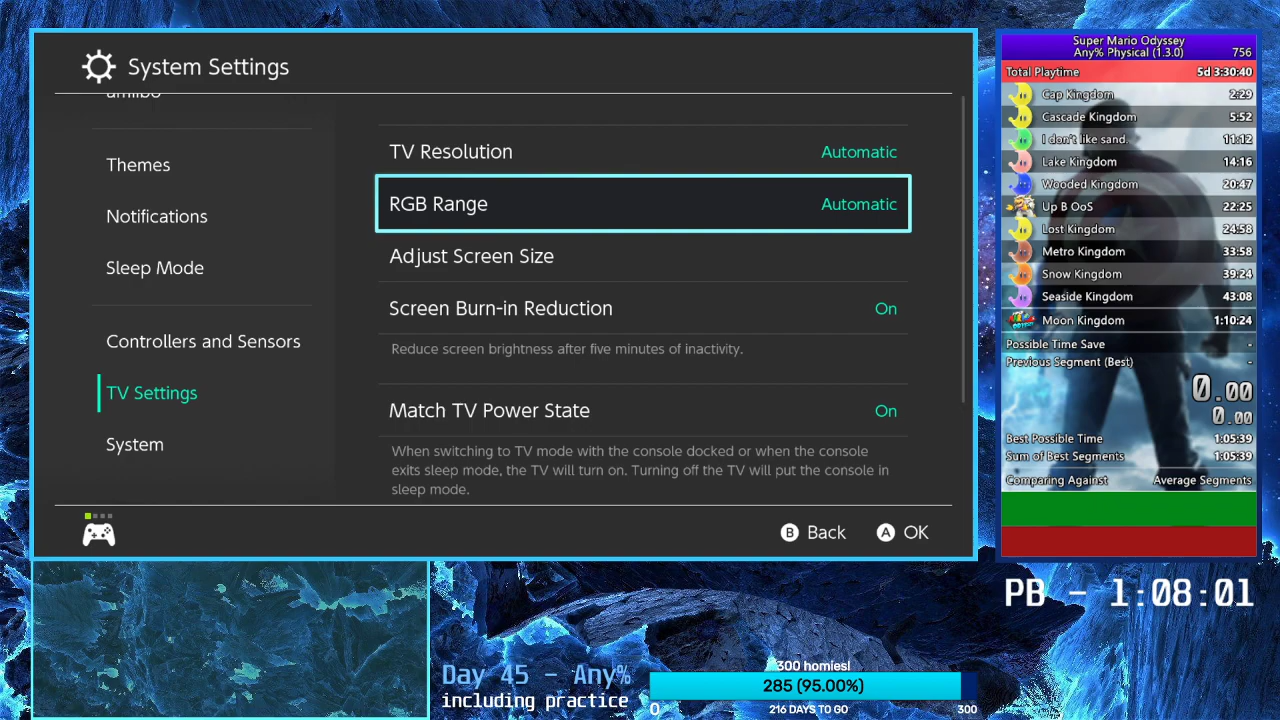 System Settings
amiibo
Themes
Notifications
Sleep Mode
Controllers and Sensors
TV Settings
System
TV Resolution Automatic
RGB Range Automatic
Adjust Screen Size
Screen Burn-in Reduction On
Reduce screen brightness after five minutes of inactivity.
Match TV Power State On
When switching to TV mode with the console docked or when the console
exits sleep mode, the TV will turn on. Turning off the TV will put the console in
sleep mode.
B Back A OK
Super Mario Odyssey
Any% Physical (1.3.0) 756
Total Playtime 5d 3:30:40
Cap Kingdom 2:29
Cascade Kingdom 5:52
I don't like sand. 11:12
Lake Kingdom 14:16
Wooded Kingdom 20:47
Up B OoS 22:25
Lost Kingdom 24:58
Metro Kingdom 33:58
Snow Kingdom 39:24
Seaside Kingdom 43:08
Moon Kingdom 1:10:24
Possible Time Save -
Previous Segment (Best) -
0.00
0.00
Best Possible Time 1:05:39
Sum of Best Segments 1:05:39
Comparing Against Average Segments
PB - 1:08:01
Day 45 - Any%
including practice
300 homies!
285 (95.00%)
0 216 DAYS TO GO 300